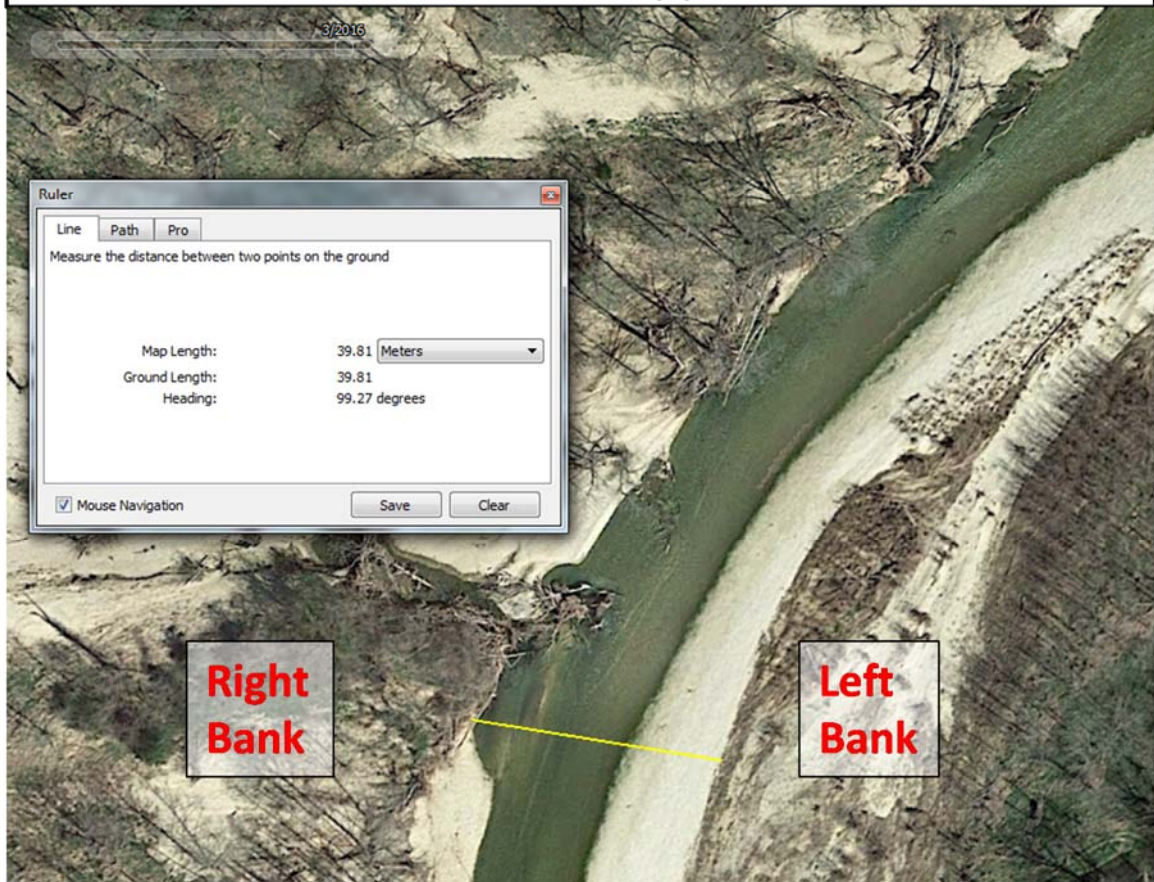 3/2016
Ruler
Line Path Pro
Measure the distance between two points on the ground
Map Length: 39.81 Meters
Ground Length: 39.81
Heading: 99.27 degrees
Mouse Navigation Save Clear
Right
Bank
Left
Bank